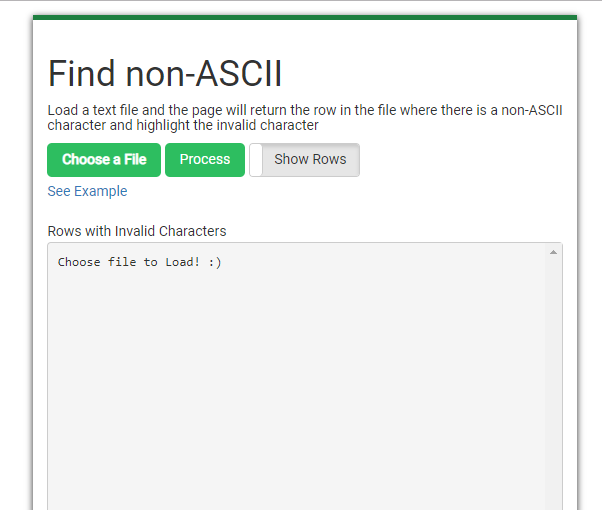 Find non-ASCII
Load a text file and the page will return the row in the file where there is a non-ASCII
character and highlight the invalid character
Choose a File Process Show Rows
See Example
Rows with Invalid Characters
Choose file to Load! :)